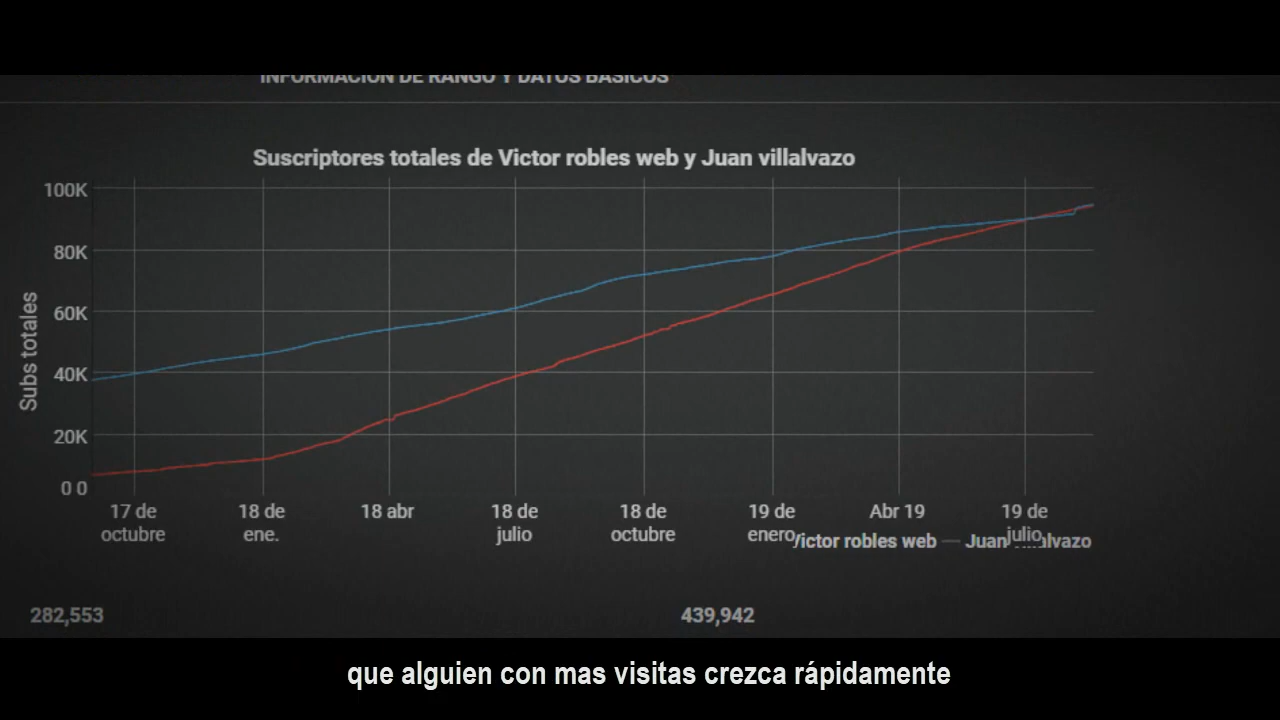 INFORMACIÓN DE RANGO Y DATOS BÁSICOS
Suscriptores totales de Victor robles web y Juan villalvazo
Subs totales
100K
80K
60K
40K
20K
0 0
17 de octubre
18 de ene.
18 abr
18 de julio
18 de octubre
19 de enero
Abr 19
19 de julio
Victor robles web — Juan villalvazo
282,553
439,942
que alguien con mas visitas crezca rápidamente